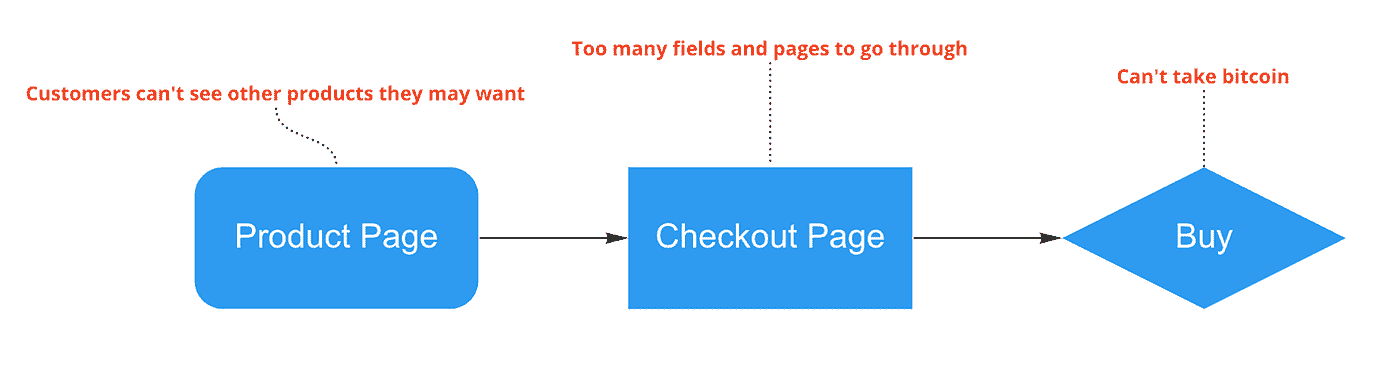 Too many fields and pages to go through
Can't take bitcoin
Customers can't see other products they may want
Product Page
Checkout Page
Buy